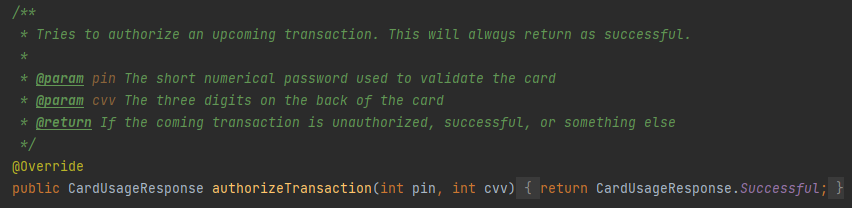 /**
 * Tries to authorize an upcoming transaction. This will always return as successful.
 *
 * @param pin The short numerical password used to validate the card
 * @param cvv The three digits on the back of the card
 * @return If the coming transaction is unauthorized, successful, or something else
 */
@Override
public CardUsageResponse authorizeTransaction(int pin, int cvv) { return CardUsageResponse.Successful; }